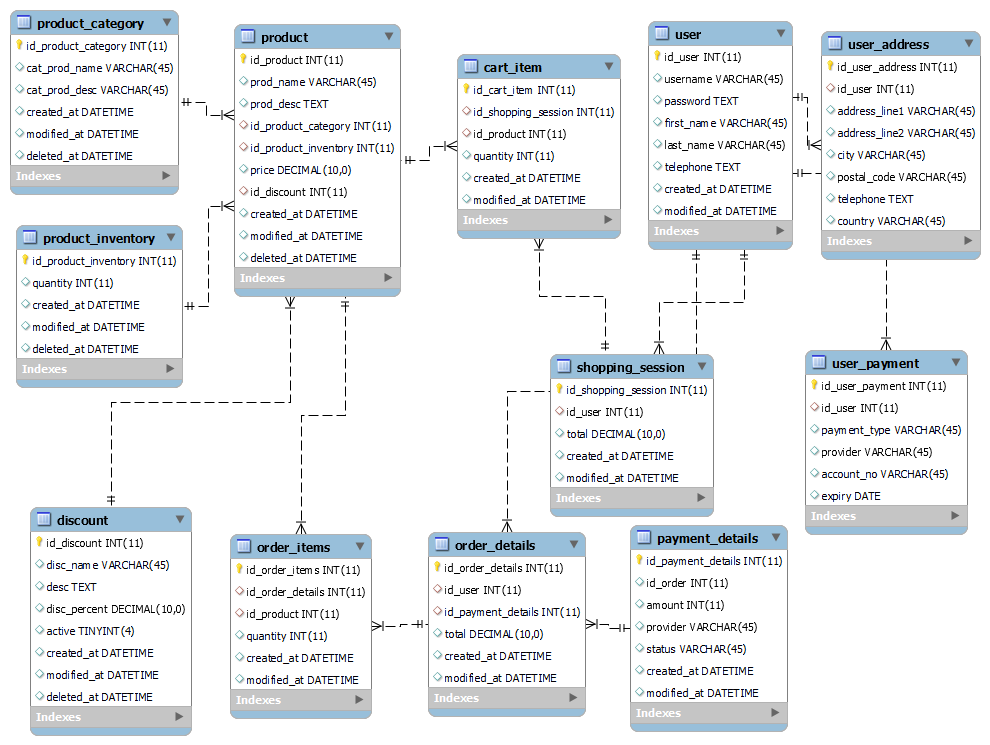 product_category
id_product_category INT(11)
cat_prod_name VARCHAR(45)
cat_prod_desc VARCHAR(45)
created_at DATETIME
modified_at DATETIME
deleted_at DATETIME
Indexes
product
id_product INT(11)
prod_name VARCHAR(45)
prod_desc TEXT
id_product_category INT(11)
id_product_inventory INT(11)
price DECIMAL(10,0)
id_discount INT(11)
created_at DATETIME
modified_at DATETIME
deleted_at DATETIME
Indexes
cart_item
id_cart_item INT(11)
id_shopping_session INT(11)
id_product INT(11)
quantity INT(11)
created_at DATETIME
modified_at DATETIME
Indexes
user
id_user INT(11)
username VARCHAR(45)
password TEXT
first_name VARCHAR(45)
last_name VARCHAR(45)
telephone TEXT
created_at DATETIME
modified_at DATETIME
Indexes
user_address
id_user_address INT(11)
id_user INT(11)
address_line1 VARCHAR(45)
address_line2 VARCHAR(45)
city VARCHAR(45)
postal_code VARCHAR(45)
telephone TEXT
country VARCHAR(45)
Indexes
product_inventory
id_product_inventory INT(11)
quantity INT(11)
created_at DATETIME
modified_at DATETIME
deleted_at DATETIME
Indexes
shopping_session
id_shopping_session INT(11)
id_user INT(11)
total DECIMAL(10,0)
created_at DATETIME
modified_at DATETIME
Indexes
user_payment
id_user_payment INT(11)
id_user INT(11)
payment_type VARCHAR(45)
provider VARCHAR(45)
account_no VARCHAR(45)
expiry DATE
Indexes
discount
id_discount INT(11)
disc_name VARCHAR(45)
desc TEXT
disc_percent DECIMAL(10,0)
active TINYINT(4)
created_at DATETIME
modified_at DATETIME
deleted_at DATETIME
Indexes
order_items
id_order_items INT(11)
id_order_details INT(11)
id_product INT(11)
quantity INT(11)
created_at DATETIME
modified_at DATETIME
Indexes
order_details
id_order_details INT(11)
id_user INT(11)
id_payment_details INT(11)
total DECIMAL(10,0)
created_at DATETIME
modified_at DATETIME
Indexes
payment_details
id_payment_details INT(11)
id_order INT(11)
amount INT(11)
provider VARCHAR(45)
status VARCHAR(45)
created_at DATETIME
modified_at DATETIME
Indexes